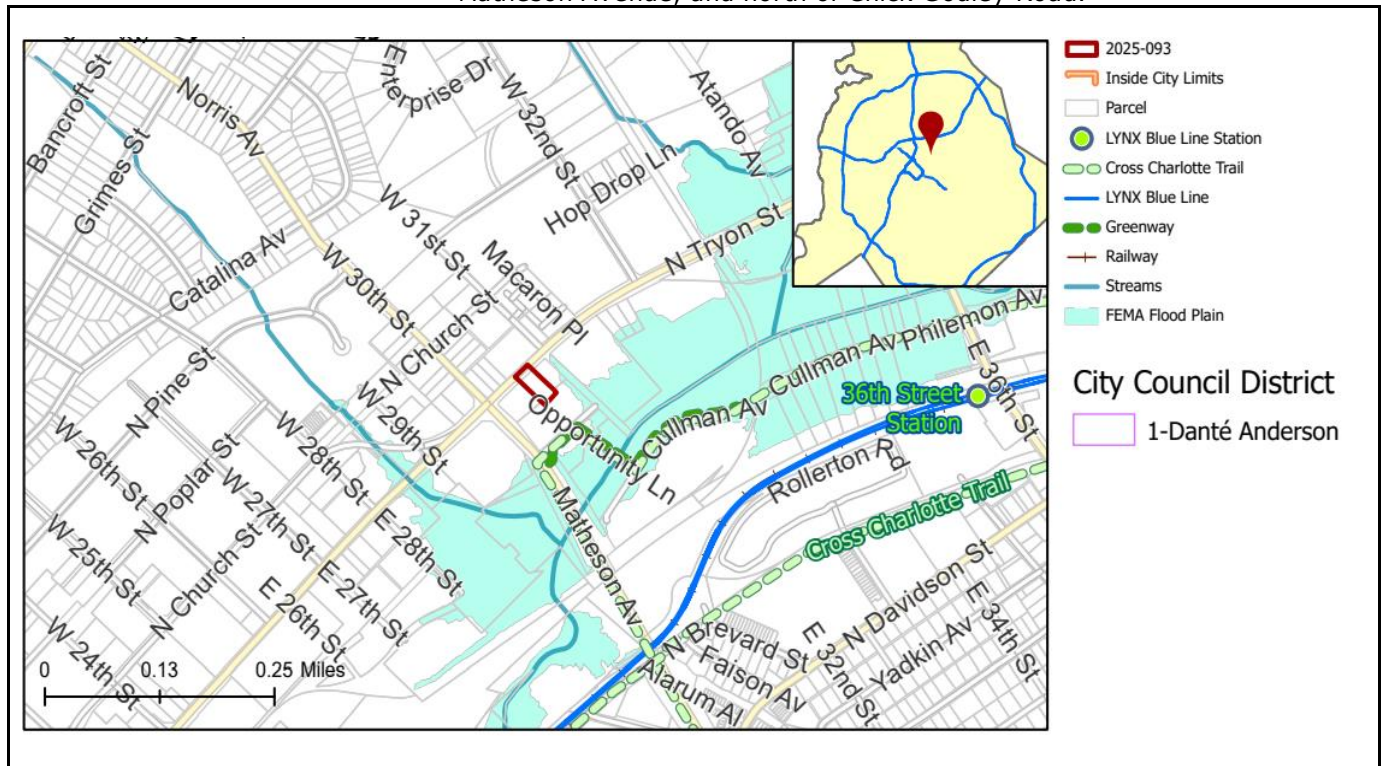 Matheson Avenue, and north of Chick Godley Road.
Bancroft St
Grimes St
Norris Av
Enterprise Dr
W 32nd St
Atando Av
Hop Drop Ln
W 31st St
Macaron Pl
N Tryon St
Catalina Av
W 30th St
N Church St
W 29th St
N Pine St
W 28th St
W 26th St
N Poplar St
W 27th St
W 25th St
N Church St
E 28th St
E 27th St
E 26th St
W 24th St
Opportunity Ln
Cullman Av
Cullman Av
Philemon Av
E 36th St
36th Street
Station
Rollerton Rd
Cross Charlotte Trail
Matheson Av
N Brevard St
Faison Av
Alarum Al
E 32nd St
N Davidson St
Yadkin Av
E 34th St
0 0.13 0.25 Miles
2025-093
Inside City Limits
Parcel
LYNX Blue Line Station
Cross Charlotte Trail
LYNX Blue Line
Greenway
Railway
Streams
FEMA Flood Plain
City Council District
1-Danté Anderson